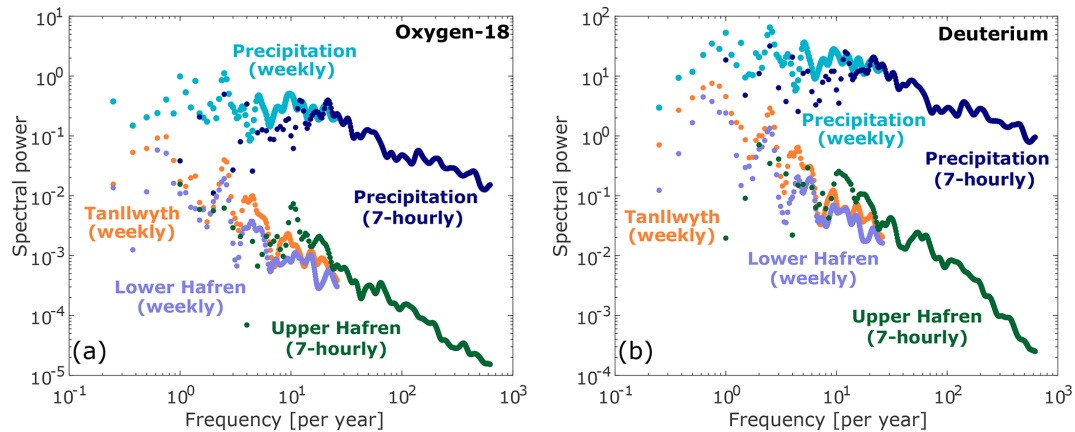 Oxygen-18
Precipitation
(weekly)
Precipitation
(7-hourly)
Tanllwyth
(weekly)
Lower Hafren
(weekly)
Upper Hafren
(7-hourly)
(a)
Spectral power
10^1
10^0
10^-1
10^-2
10^-3
10^-4
10^-5
10^-1
10^0
10^1
10^2
10^3
Frequency [per year]
Deuterium
Precipitation
(weekly)
Precipitation
(7-hourly)
Tanllwyth
(weekly)
Lower Hafren
(weekly)
Upper Hafren
(7-hourly)
(b)
Spectral power
10^2
10^1
10^0
10^-1
10^-2
10^-3
10^-4
10^-1
10^0
10^1
10^2
10^3
Frequency [per year]